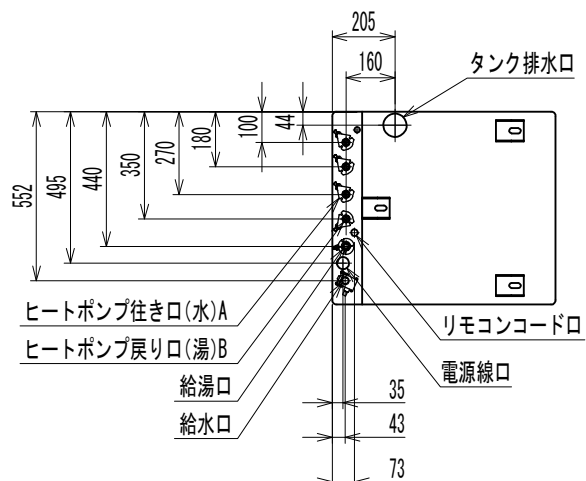 205
160
タンク排水口
44
100
180
270
350
440
495
552
ヒートポンプ往き口(水)A
ヒートポンプ戻り口(湯)B
給湯口
給水口
リモコンコード口
電源線口
35
43
73